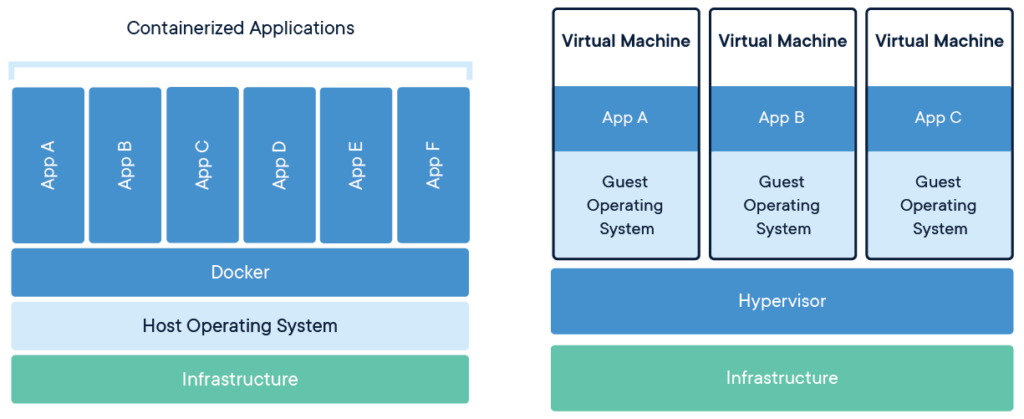 Containerized Applications
App A
App B
App C
App D
App E
App F
Docker
Host Operating System
Infrastructure
Virtual Machine
App A
Guest
Operating
System
Virtual Machine
App B
Guest
Operating
System
Virtual Machine
App C
Guest
Operating
System
Hypervisor
Infrastructure